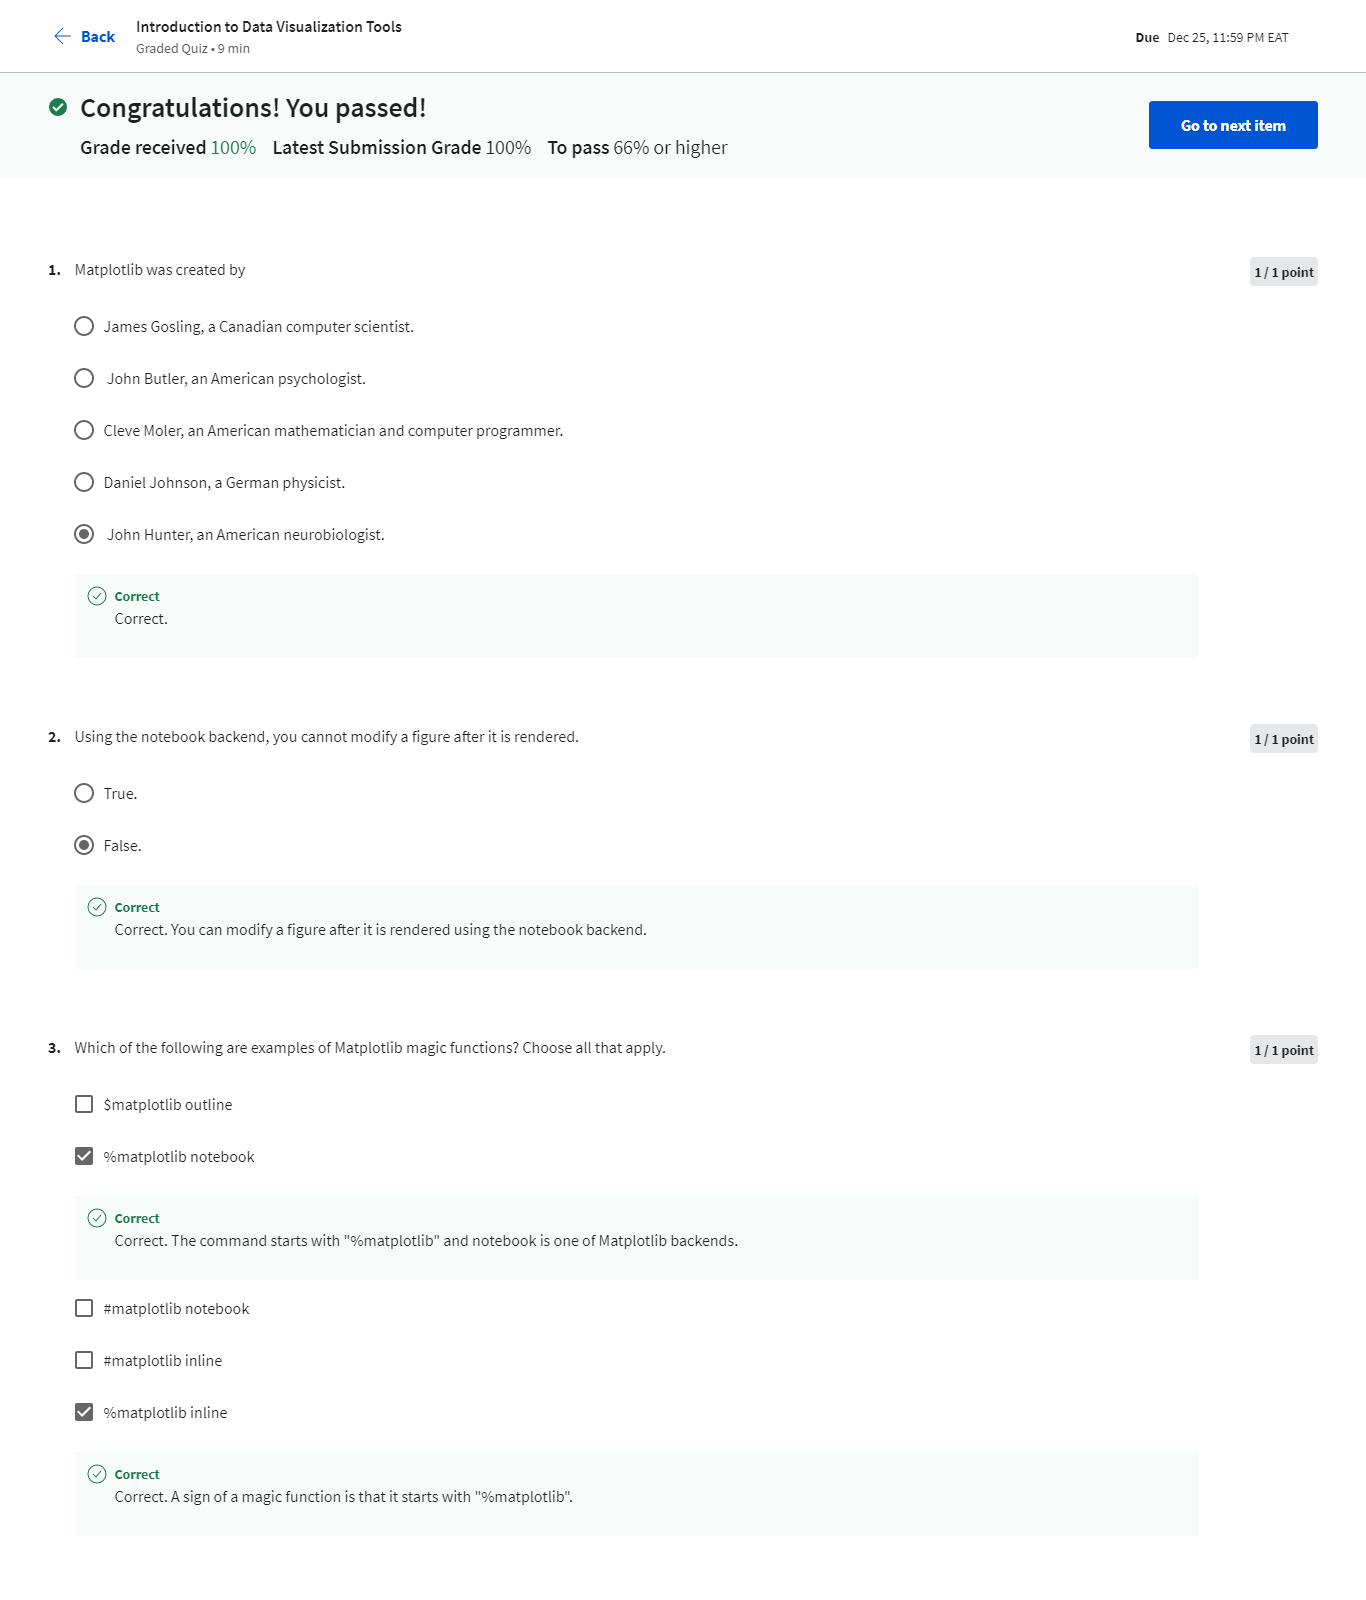 Back
Introduction to Data Visualization Tools
Graded Quiz • 9 min
Due Dec 25, 11:59 PM EAT
Congratulations! You passed!
Grade received 100% Latest Submission Grade 100% To pass 66% or higher
Go to next item
1. Matplotlib was created by
1 / 1 point
James Gosling, a Canadian computer scientist.
John Butler, an American psychologist.
Cleve Moler, an American mathematician and computer programmer.
Daniel Johnson, a German physicist.
John Hunter, an American neurobiologist.
Correct
Correct.
2. Using the notebook backend, you cannot modify a figure after it is rendered.
1 / 1 point
True.
False.
Correct
Correct. You can modify a figure after it is rendered using the notebook backend.
3. Which of the following are examples of Matplotlib magic functions? Choose all that apply.
1 / 1 point
$matplotlib outline
%matplotlib notebook
Correct
Correct. The command starts with "%matplotlib" and notebook is one of Matplotlib backends.
#matplotlib notebook
#matplotlib inline
%matplotlib inline
Correct
Correct. A sign of a magic function is that it starts with "%matplotlib".